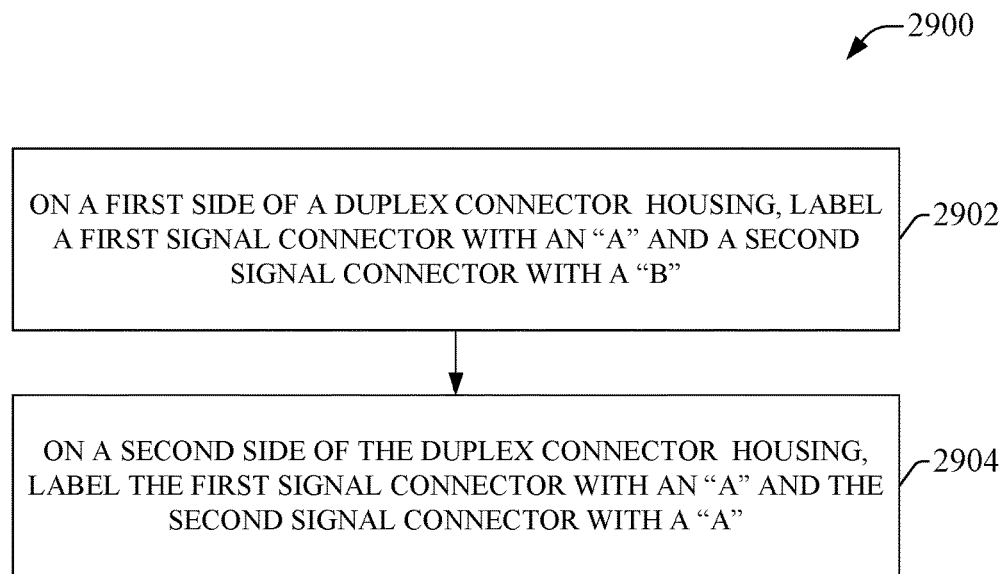 2900
ON A FIRST SIDE OF A DUPLEX CONNECTOR HOUSING, LABEL
A FIRST SIGNAL CONNECTOR WITH AN “A” AND A SECOND
SIGNAL CONNECTOR WITH A “B”
2902
ON A SECOND SIDE OF THE DUPLEX CONNECTOR HOUSING,
LABEL THE FIRST SIGNAL CONNECTOR WITH AN “A” AND THE
SECOND SIGNAL CONNECTOR WITH A “A”
2904